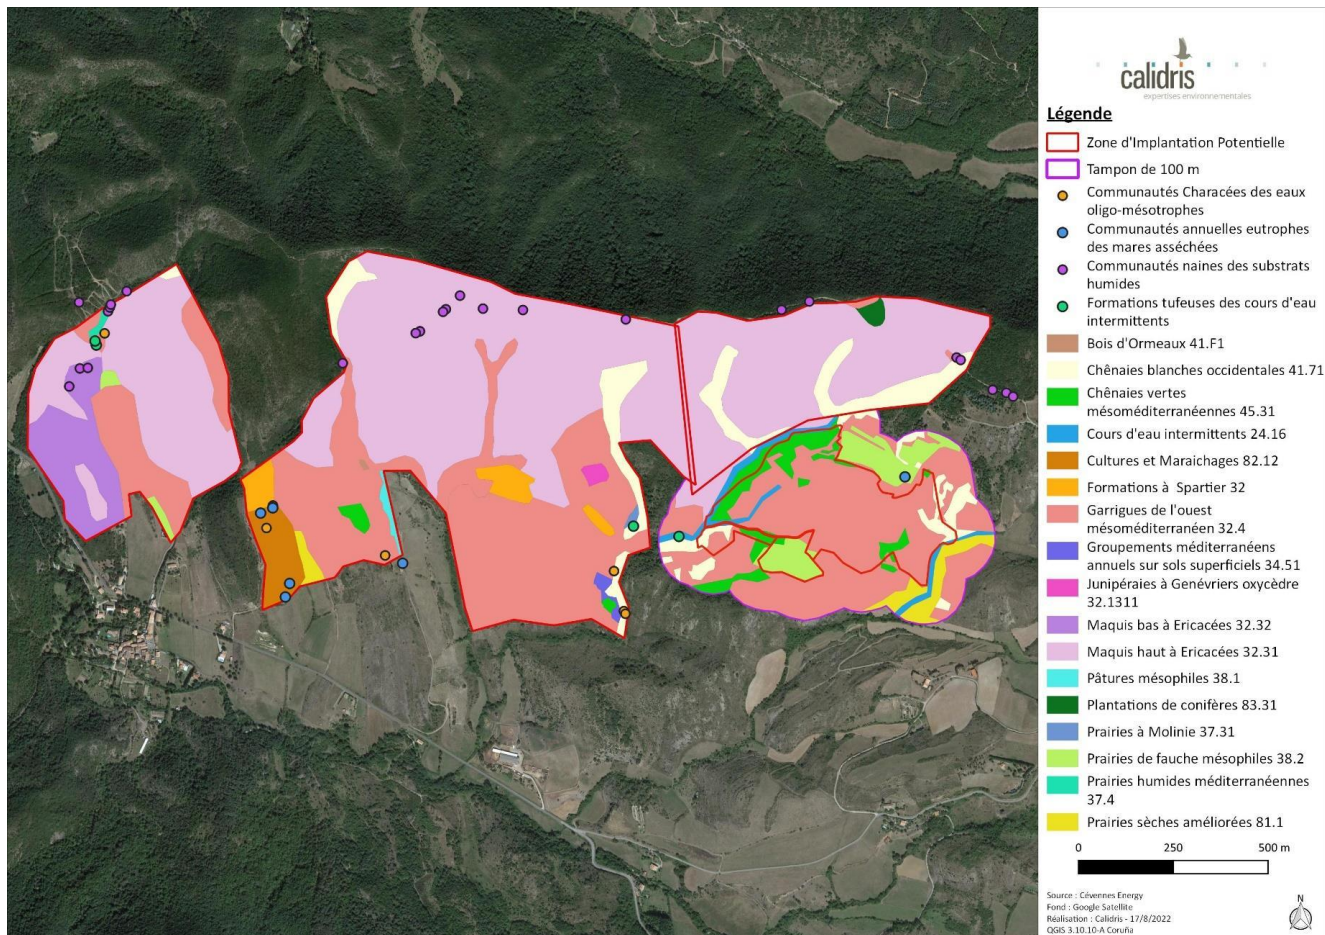 calidris
expertises environnementales
Légende
Zone d'Implantation Potentielle
Tampon de 100 m
Communautés Characées des eaux
oligo-mésotrophes
Communautés annuelles eutrophes
des mares asséchées
Communautés naines des substrats
humides
Formations tufeuses des cours d'eau
intermittents
Bois d'Ormeaux 41.F1
Chênaies blanches occidentales 41.71
Chênaies vertes
mésoméditerranéennes 45.31
Cours d'eau intermittents 24.16
Cultures et Maraichages 82.12
Formations à Spartier 32
Garrigues de l'ouest
mésoméditerranéen 32.4
Groupements méditerranéens
annuels sur sols superficiels 34.51
Junipéraies à Genévriers oxycèdre
32.1311
Maquis bas à Ericacées 32.32
Maquis haut à Ericacées 32.31
Pâtures mésophiles 38.1
Plantations de conifères 83.31
Prairies à Molinie 37.31
Prairies de fauche mésophiles 38.2
Prairies humides méditerranéennes
37.4
Prairies sèches améliorées 81.1
0 250 500 m
Source : Cévennes Energy
Fond : Google Satellite
Réalisation : Calidris - 17/8/2022
QGIS 3.10.10-A Coruña
N